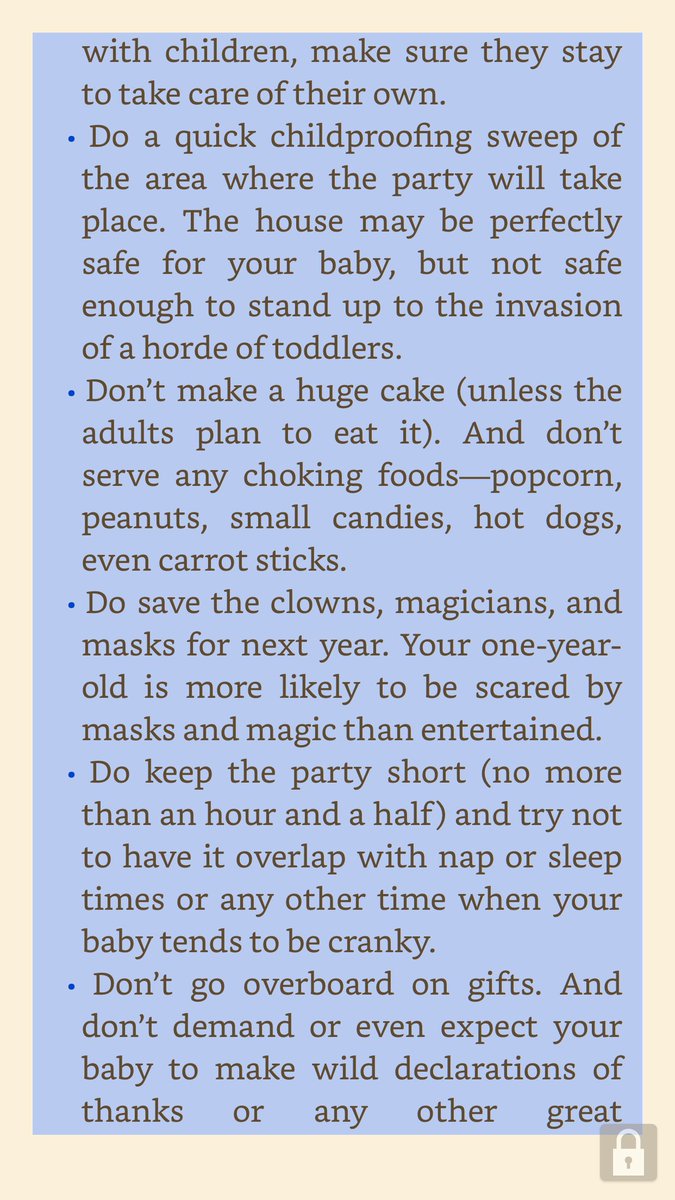 with children, make sure they stay
to take care of their own.
• Do a quick childproofing sweep of
the area where the party will take
place. The house may be perfectly
safe for your baby, but not safe
enough to stand up to the invasion
of a horde of toddlers.
• Don’t make a huge cake (unless the
adults plan to eat it). And don’t
serve any choking foods—popcorn,
peanuts, small candies, hot dogs,
even carrot sticks.
• Do save the clowns, magicians, and
masks for next year. Your one-year-
old is more likely to be scared by
masks and magic than entertained.
• Do keep the party short (no more
than an hour and a half) and try not
to have it overlap with nap or sleep
times or any other time when your
baby tends to be cranky.
• Don’t go overboard on gifts. And
don’t demand or even expect your
baby to make wild declarations of
thanks or any other great